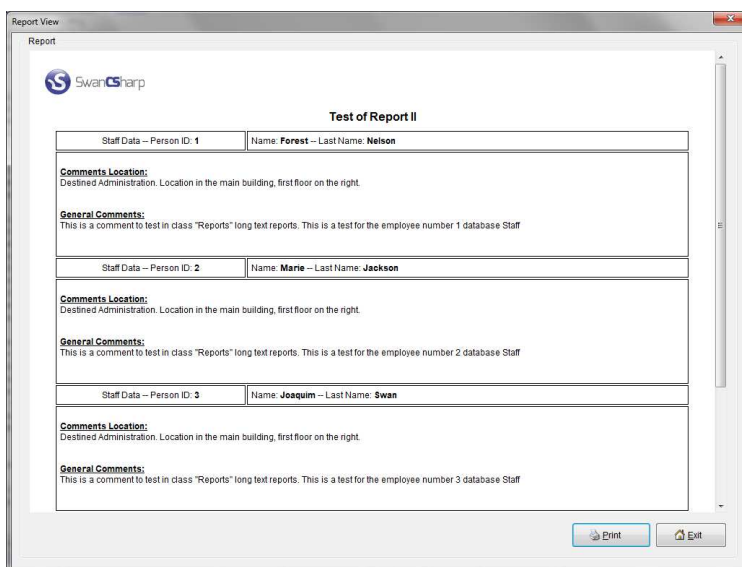 Report View
Report
SwanCSharp
Test of Report II
Staff Data -- Person ID: 1
Name: Forest -- Last Name: Nelson
Comments Location:
Destined Administration. Location in the main building, first floor on the right.
General Comments:
This is a comment to test in class "Reports" long text reports. This is a test for the employee number 1 database Staff
Staff Data -- Person ID: 2
Name: Marie -- Last Name: Jackson
Comments Location:
Destined Administration. Location in the main building, first floor on the right.
General Comments:
This is a comment to test in class "Reports" long text reports. This is a test for the employee number 2 database Staff
Staff Data -- Person ID: 3
Name: Joaquim -- Last Name: Swan
Comments Location:
Destined Administration. Location in the main building, first floor on the right.
General Comments:
This is a comment to test in class "Reports" long text reports. This is a test for the employee number 3 database Staff
Print
Exit